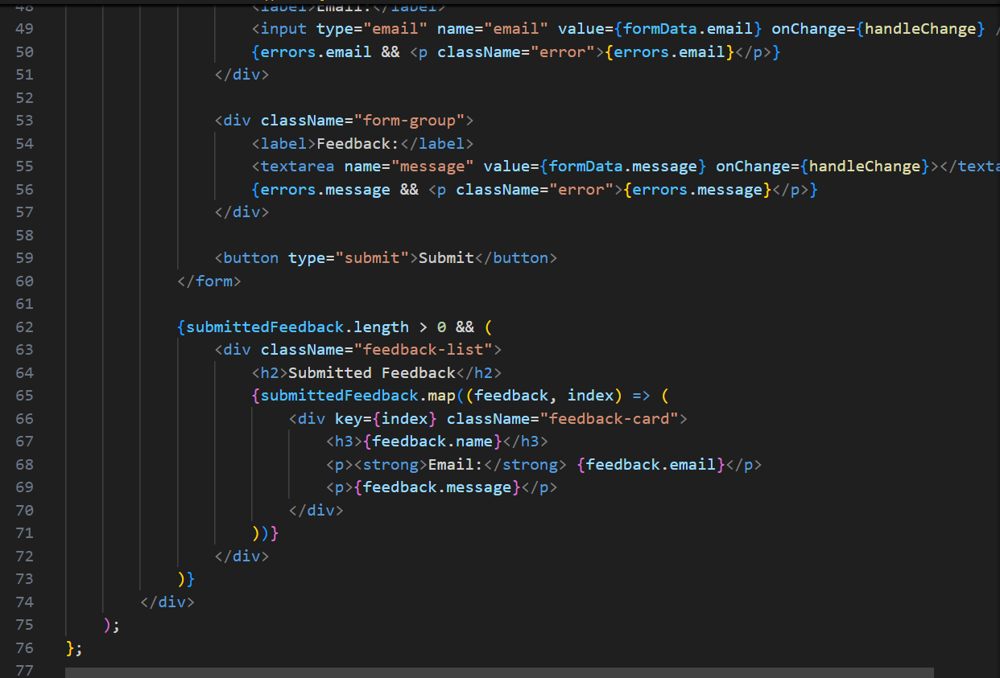 48 <label>Email:</label>
49 <input type="email" name="email" value={formData.email} onChange={handleChange} /
50 {errors.email && <p className="error">{errors.email}</p>}
51 </div>
52
53 <div className="form-group">
54 <label>Feedback:</label>
55 <textarea name="message" value={formData.message} onChange={handleChange}></texta
56 {errors.message && <p className="error">{errors.message}</p>}
57 </div>
58
59 <button type="submit">Submit</button>
60 </form>
61
62 {submittedFeedback.length > 0 && (
63 <div className="feedback-list">
64 <h2>Submitted Feedback</h2>
65 {submittedFeedback.map((feedback, index) => (
66 <div key={index} className="feedback-card">
67 <h3>{feedback.name}</h3>
68 <p><strong>Email:</strong> {feedback.email}</p>
69 <p>{feedback.message}</p>
70 </div>
71 ))}
72 </div>
73 )}
74 </div>
75 );
76 };
77